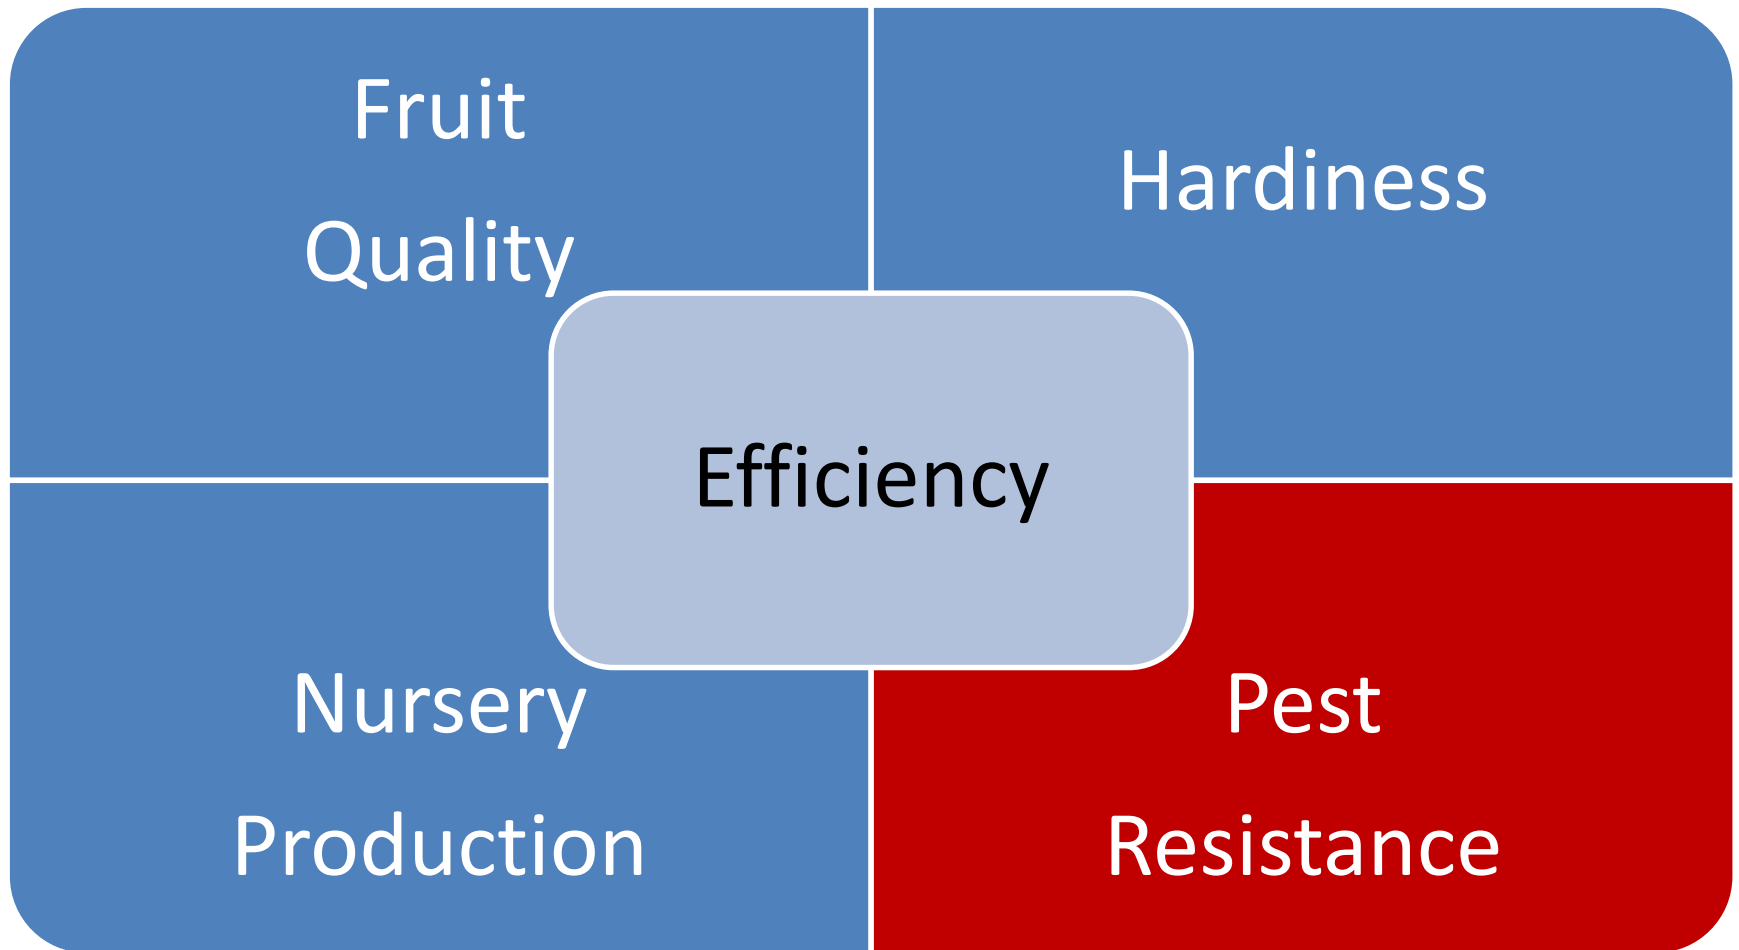 Fruit
Quality
Hardiness
Efficiency
Nursery
Production
Pest
Resistance